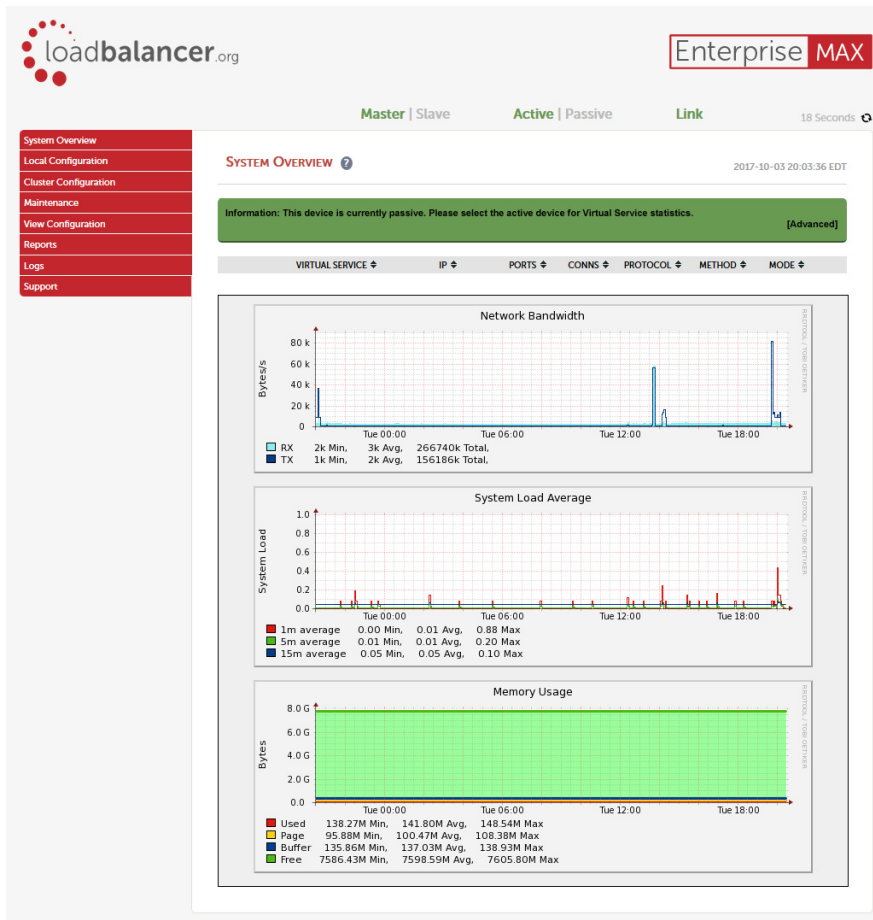 loadbalancer.org
Enterprise MAX
Master | Slave Active | Passive Link 18 Seconds
System Overview
Local Configuration
Cluster Configuration
Maintenance
View Configuration
Reports
Logs
Support
SYSTEM OVERVIEW ?
2017-10-03 20:03:36 EDT
Information: This device is currently passive. Please select the active device for Virtual Service statistics.
[Advanced]
VIRTUAL SERVICE IP PORTS CONNS PROTOCOL METHOD MODE
Network Bandwidth
RRDTOOL / TOBI OETIKER
Bytes/s
80 k
60 k
40 k
20 k
0
Tue 00:00 Tue 06:00 Tue 12:00 Tue 18:00
RX 2k Min, 3k Avg, 266740k Total,
TX 1k Min, 2k Avg, 156186k Total,
System Load Average
RRDTOOL / TOBI OETIKER
System Load
1.0
0.8
0.6
0.4
0.2
0.0
Tue 00:00 Tue 06:00 Tue 12:00 Tue 18:00
1m average 0.00 Min, 0.01 Avg, 0.88 Max
5m average 0.01 Min, 0.01 Avg, 0.20 Max
15m average 0.05 Min, 0.05 Avg, 0.10 Max
Memory Usage
RRDTOOL / TOBI OETIKER
Bytes
8.0 G
6.0 G
4.0 G
2.0 G
0.0
Tue 00:00 Tue 06:00 Tue 12:00 Tue 18:00
Used 138.27M Min, 141.80M Avg, 148.54M Max
Page 95.88M Min, 100.47M Avg, 108.38M Max
Buffer 135.86M Min, 137.03M Avg, 138.93M Max
Free 7586.43M Min, 7598.59M Avg, 7605.80M Max